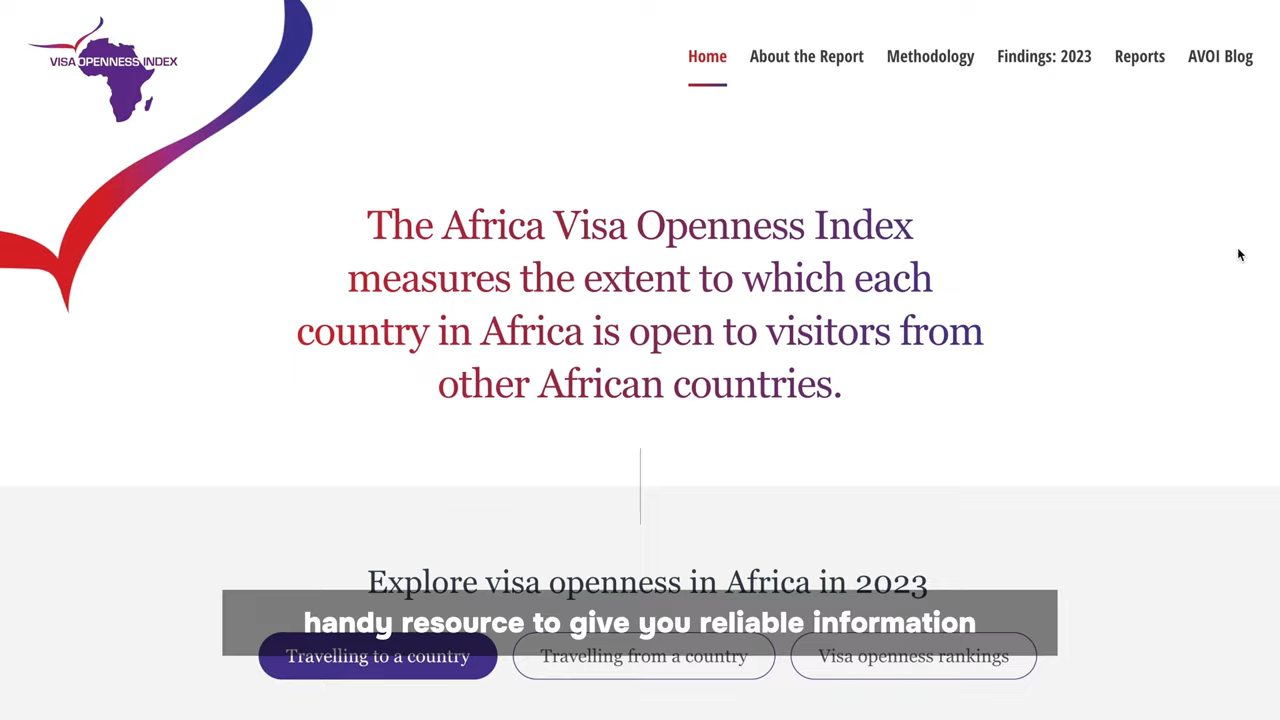 VISA OPENNESS INDEX
Home
About the Report
Methodology
Findings: 2023
Reports
AVOI Blog
The Africa Visa Openness Index
measures the extent to which each
country in Africa is open to visitors from
other African countries.
Explore visa openness in Africa in 2023
handy resource to give you reliable information
Travelling to a country
Travelling from a country
Visa openness rankings